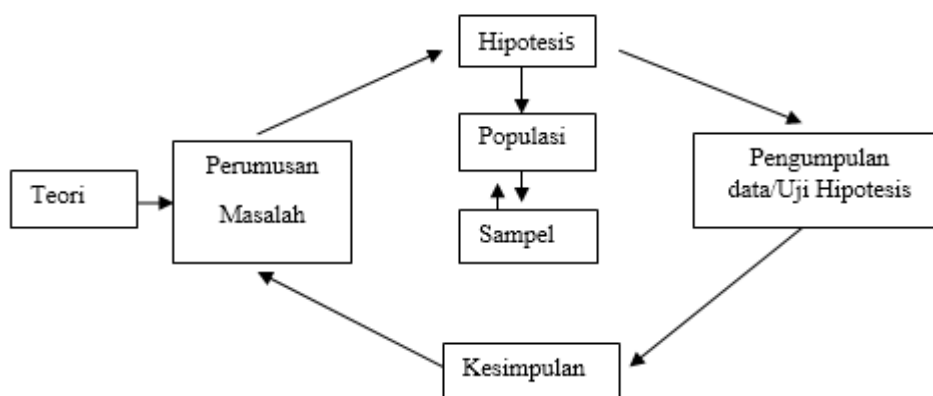 Hipotesis
Populasi
Sampel
Teori
Perumusan
Masalah
Pengumpulan
data/Uji Hipotesis
Kesimpulan